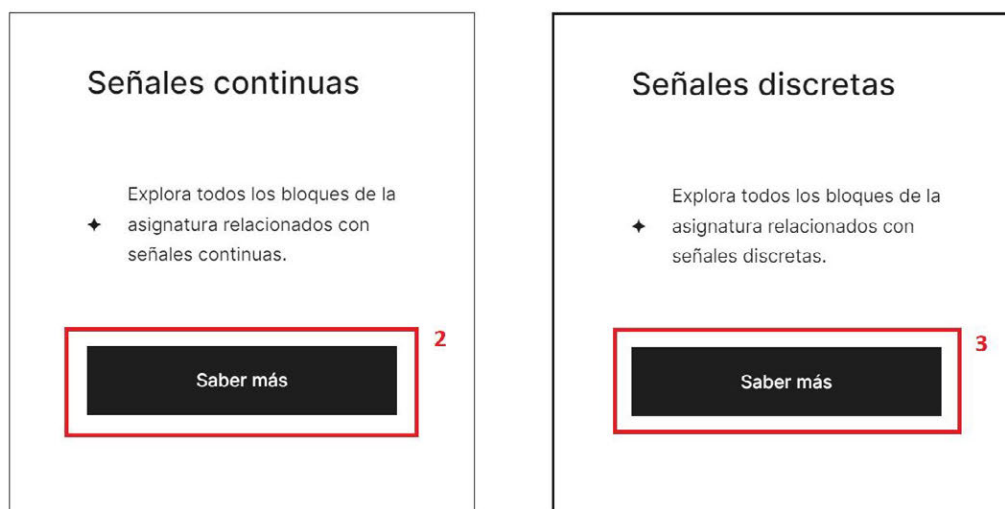 Señales continuas
Explora todos los bloques de la
asignatura relacionados con
señales continuas.
2
Saber más
Señales discretas
Explora todos los bloques de la
asignatura relacionados con
señales discretas.
3
Saber más